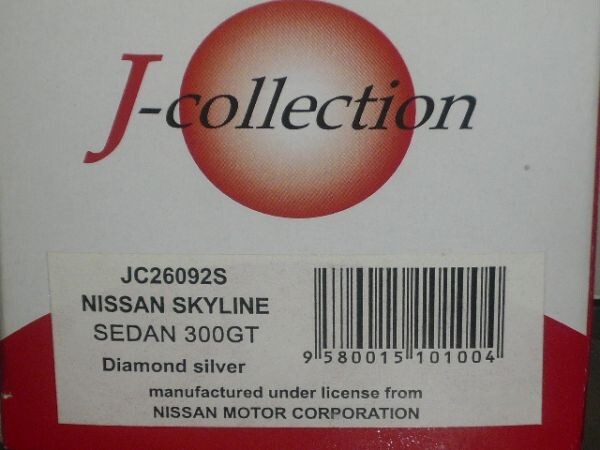 J-collection
JC26092S
NISSAN SKYLINE
SEDAN 300GT
Diamond silver
9 580015 101004
manufactured under license from
NISSAN MOTOR CORPORATION